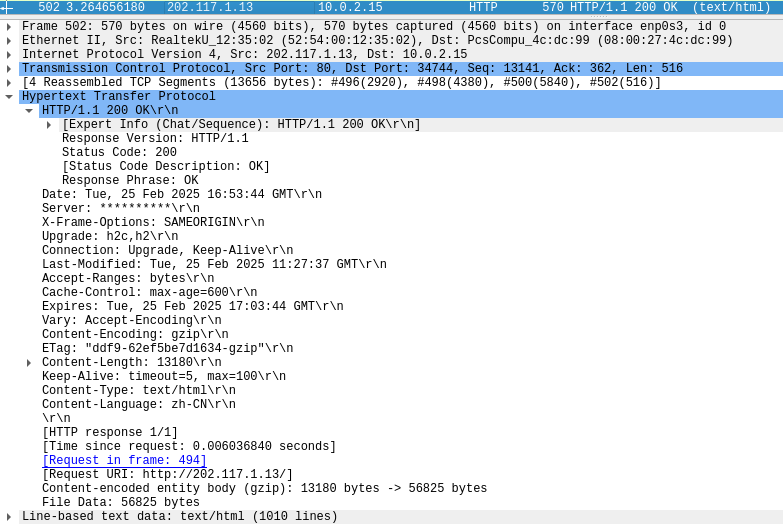 502 3.264656180 202.117.1.13 10.0.2.15 HTTP 570 HTTP/1.1 200 OK (text/html)
Frame 502: 570 bytes on wire (4560 bits), 570 bytes captured (4560 bits) on interface enp0s3, id 0
Ethernet II, Src: RealtekU_12:35:02 (52:54:00:12:35:02), Dst: PcsCompu_4c:dc:99 (08:00:27:4c:dc:99)
Internet Protocol Version 4, Src: 202.117.1.13, Dst: 10.0.2.15
Transmission Control Protocol, Src Port: 80, Dst Port: 34744, Seq: 13141, Ack: 362, Len: 516
[4 Reassembled TCP Segments (13656 bytes): #496(2920), #498(4380), #500(5840), #502(516)]
Hypertext Transfer Protocol
HTTP/1.1 200 OK\r\n
[Expert Info (Chat/Sequence): HTTP/1.1 200 OK\r\n]
Response Version: HTTP/1.1
Status Code: 200
[Status Code Description: OK]
Response Phrase: OK
Date: Tue, 25 Feb 2025 16:53:44 GMT\r\n
Server: **********\r\n
X-Frame-Options: SAMEORIGIN\r\n
Upgrade: h2c,h2\r\n
Connection: Upgrade, Keep-Alive\r\n
Last-Modified: Tue, 25 Feb 2025 11:27:37 GMT\r\n
Accept-Ranges: bytes\r\n
Cache-Control: max-age=600\r\n
Expires: Tue, 25 Feb 2025 17:03:44 GMT\r\n
Vary: Accept-Encoding\r\n
Content-Encoding: gzip\r\n
ETag: "ddf9-62ef5be7d1634-gzip"\r\n
Content-Length: 13180\r\n
Keep-Alive: timeout=5, max=100\r\n
Content-Type: text/html\r\n
Content-Language: zh-CN\r\n
\r\n
[HTTP response 1/1]
[Time since request: 0.006036840 seconds]
[Request in frame: 494]
[Request URI: http://202.117.1.13/]
Content-encoded entity body (gzip): 13180 bytes -> 56825 bytes
File Data: 56825 bytes
Line-based text data: text/html (1010 lines)